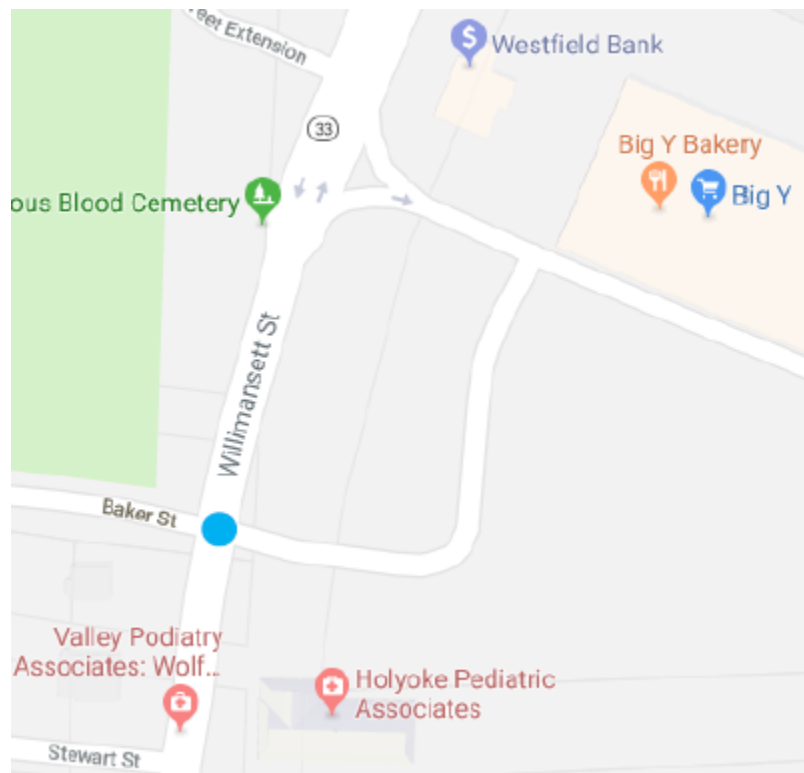 Extension
Westfield Bank
33
Big Y Bakery
ous Blood Cemetery
Big Y
Willimansett St
Baker St
Valley Podiatry
Associates: Wolf...
Holyoke Pediatric
Associates
Stewart St